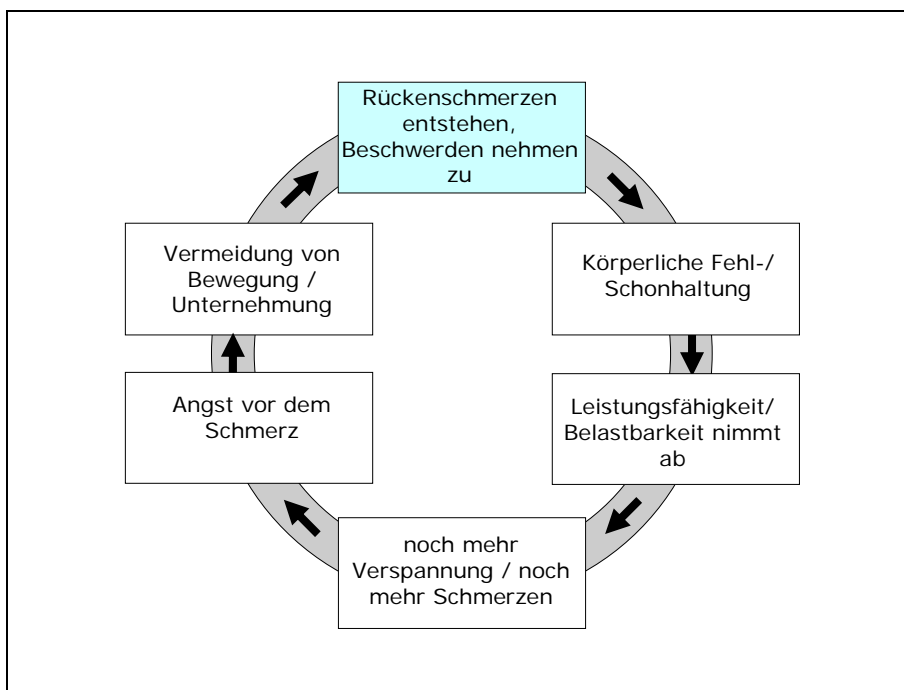 Rückenschmerzen
entstehen,
Beschwerden nehmen
zu
Körperliche Fehl-/
Schonhaltung
Leistungsfähigkeit/
Belastbarkeit nimmt
ab
noch mehr
Verspannung / noch
mehr Schmerzen
Angst vor dem
Schmerz
Vermeidung von
Bewegung /
Unternehmung